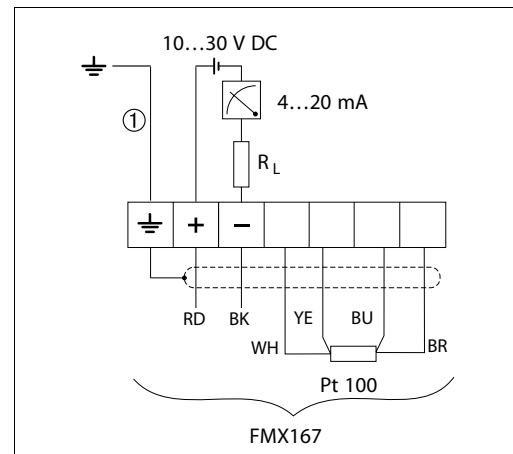 10...30 V DC
4...20 mA
①
R L
+ –
RD BK YE BU
WH BR
Pt 100
FMX167